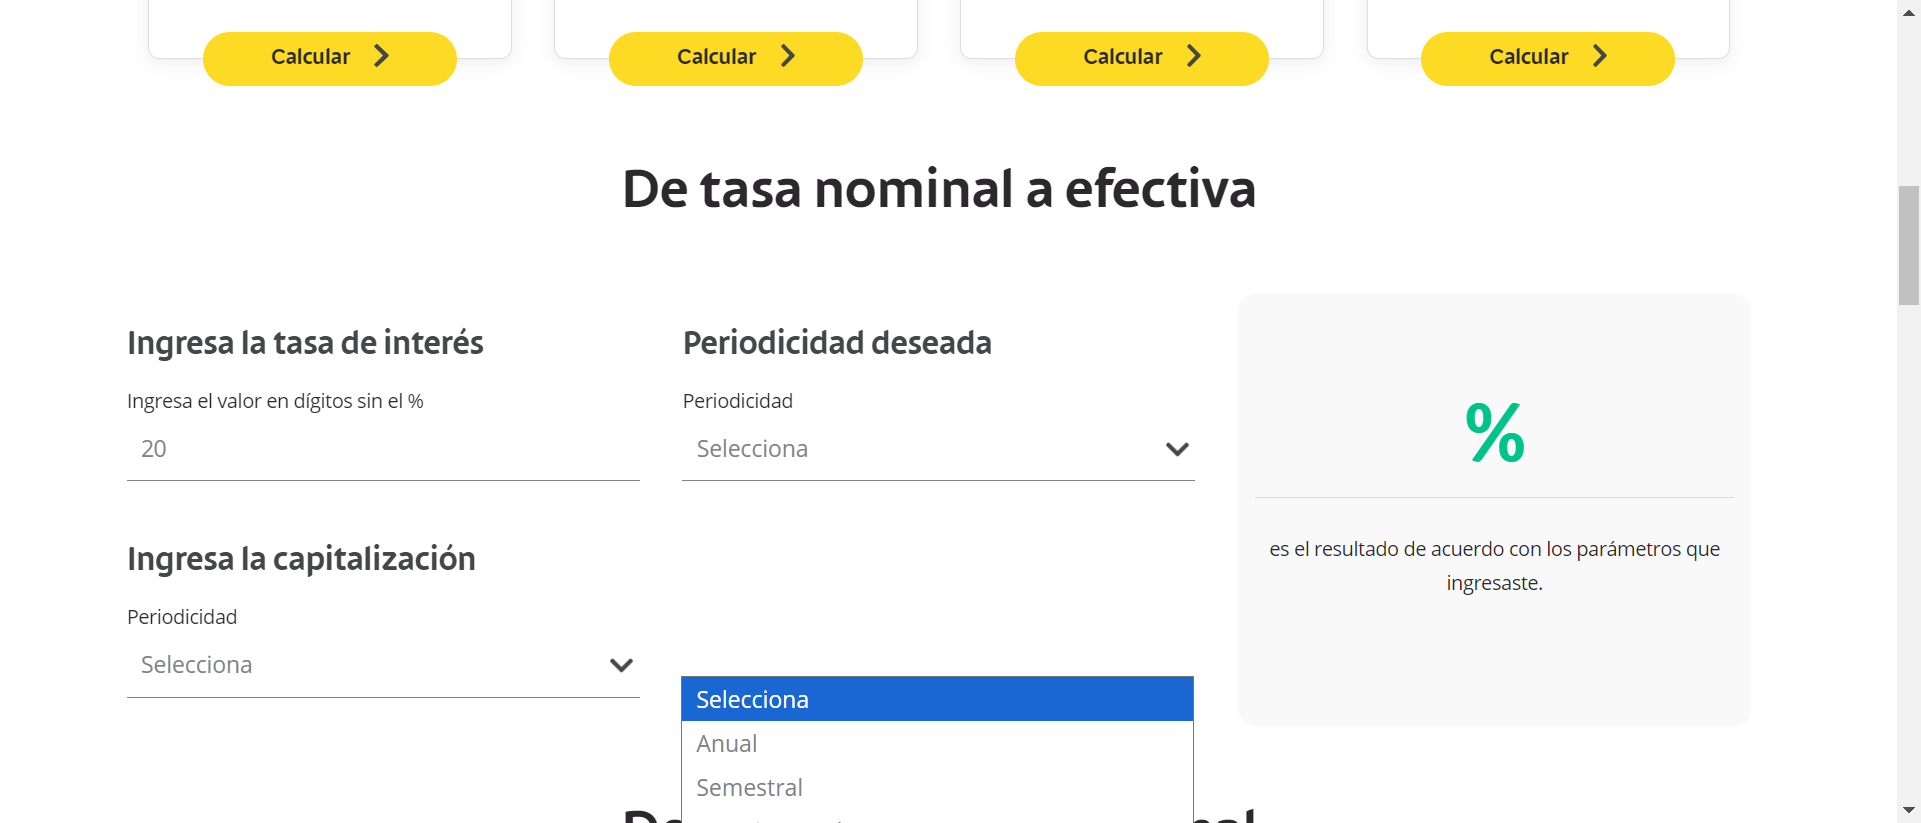 Calcular
Calcular
Calcular
Calcular
De tasa nominal a efectiva
Ingresa la tasa de interés
Ingresa el valor en dígitos sin el %
20
Periodicidad deseada
Periodicidad
Selecciona
%
es el resultado de acuerdo con los parámetros que
ingresaste.
Ingresa la capitalización
Periodicidad
Selecciona
Selecciona
Anual
Semestral